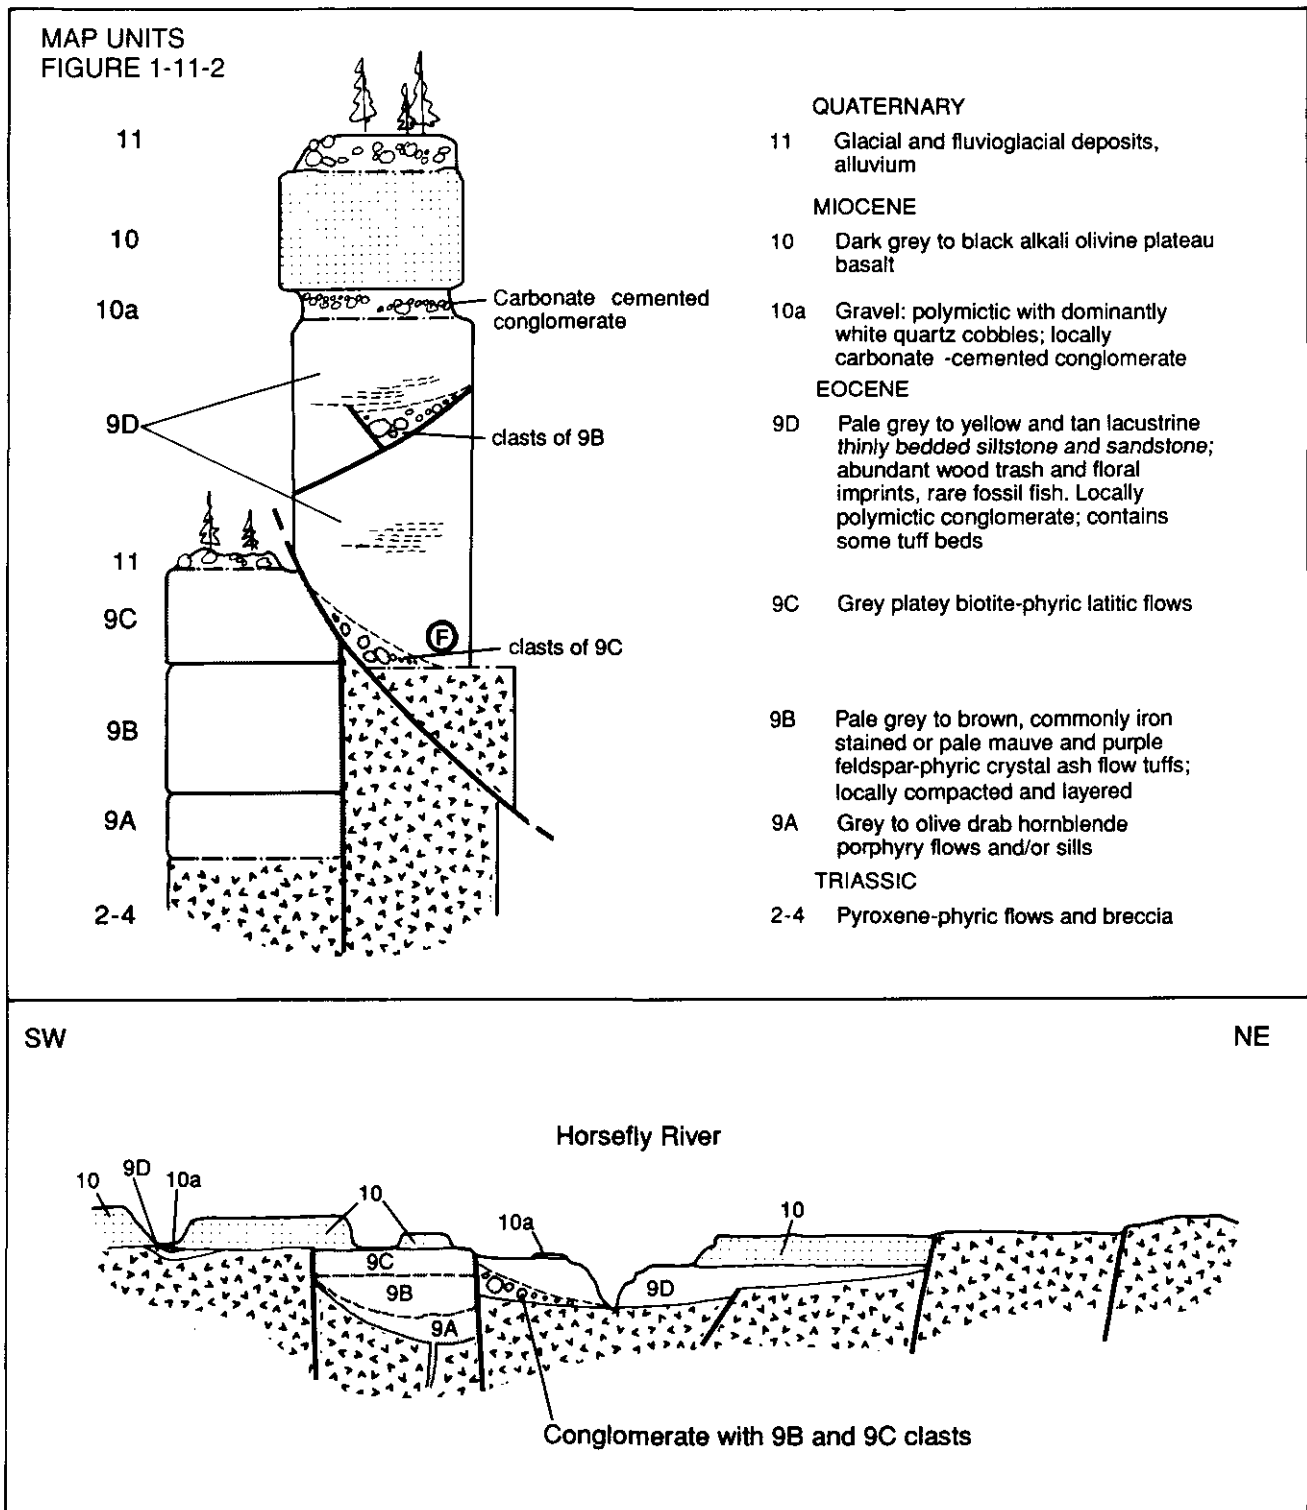 MAP UNITS
FIGURE 1-11-2
11
10
10a
Carbonate cemented
conglomerate
9D
clasts of 9B
11
9C
F
clasts of 9C
9B
9A
2-4
QUATERNARY
11 Glacial and fluvioglacial deposits,
alluvium
MIOCENE
10 Dark grey to black alkali olivine plateau
basalt
10a Gravel: polymictic with dominantly
white quartz cobbles; locally
carbonate -cemented conglomerate
EOCENE
9D Pale grey to yellow and tan lacustrine
thinly bedded siltstone and sandstone;
abundant wood trash and floral
imprints, rare fossil fish. Locally
polymictic conglomerate; contains
some tuff beds
9C Grey platey biotite-phyric latitic flows
9B Pale grey to brown, commonly iron
stained or pale mauve and purple
feldspar-phyric crystal ash flow tuffs;
locally compacted and layered
9A Grey to olive drab hornblende
porphyry flows and/or sills
TRIASSIC
2-4 Pyroxene-phyric flows and breccia
SW
NE
Horsefly River
10
9D
10a
10
10a
10
9C
9B
9A
9D
Conglomerate with 9B and 9C clasts